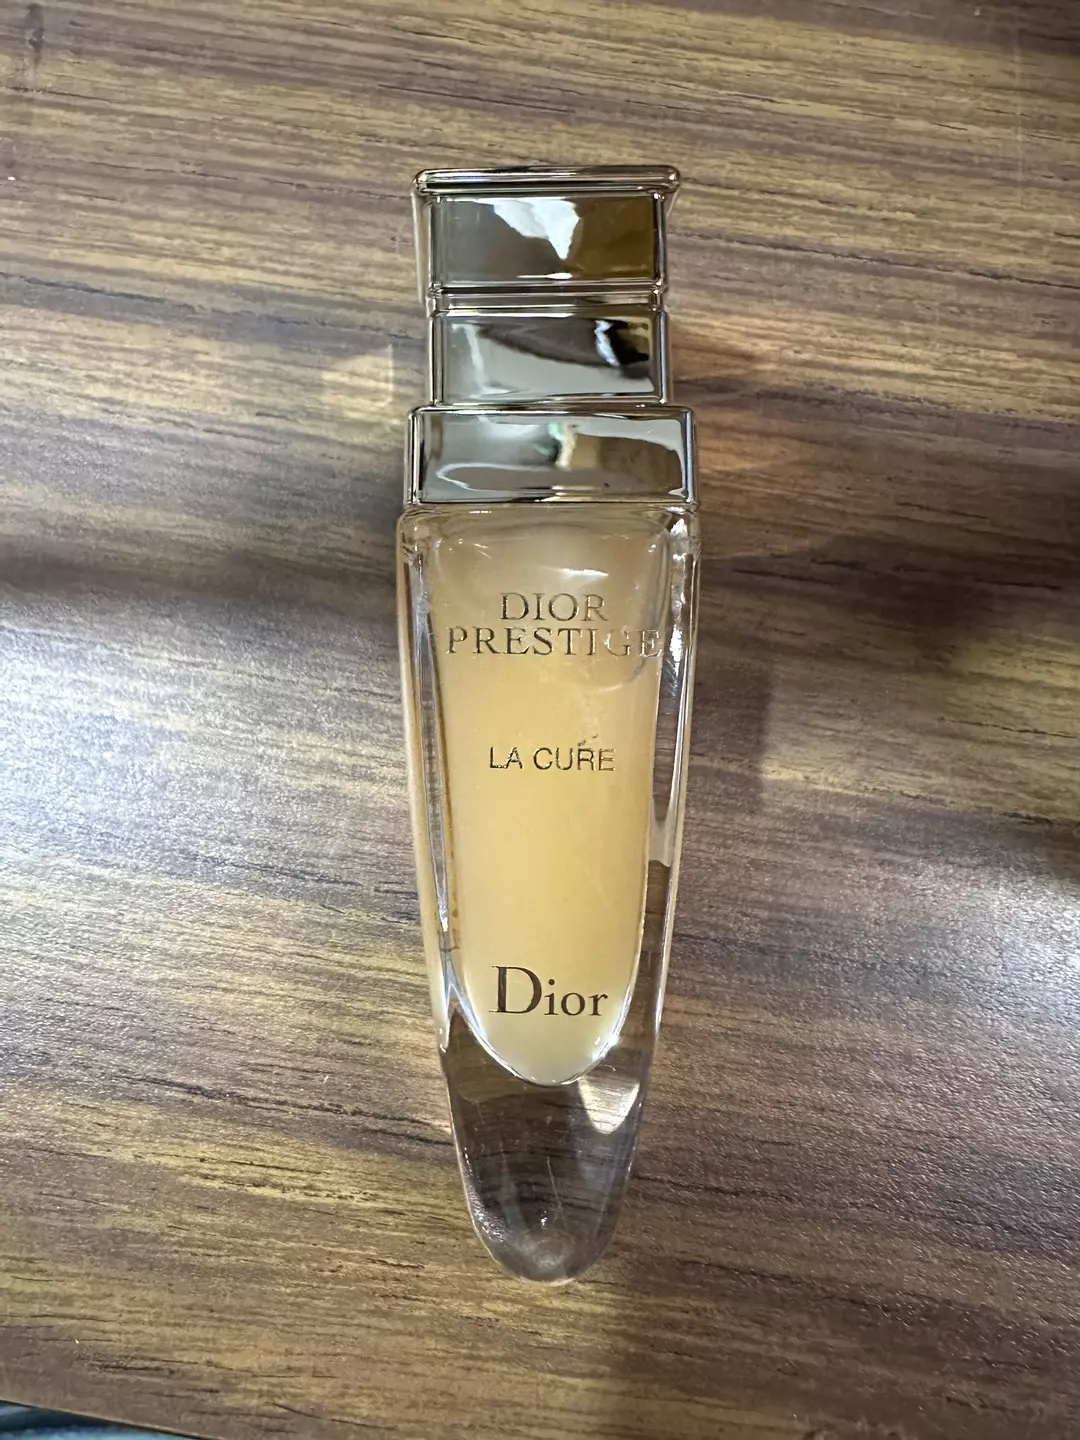 DIOR
PRESTIGE
LA CURE
Dior